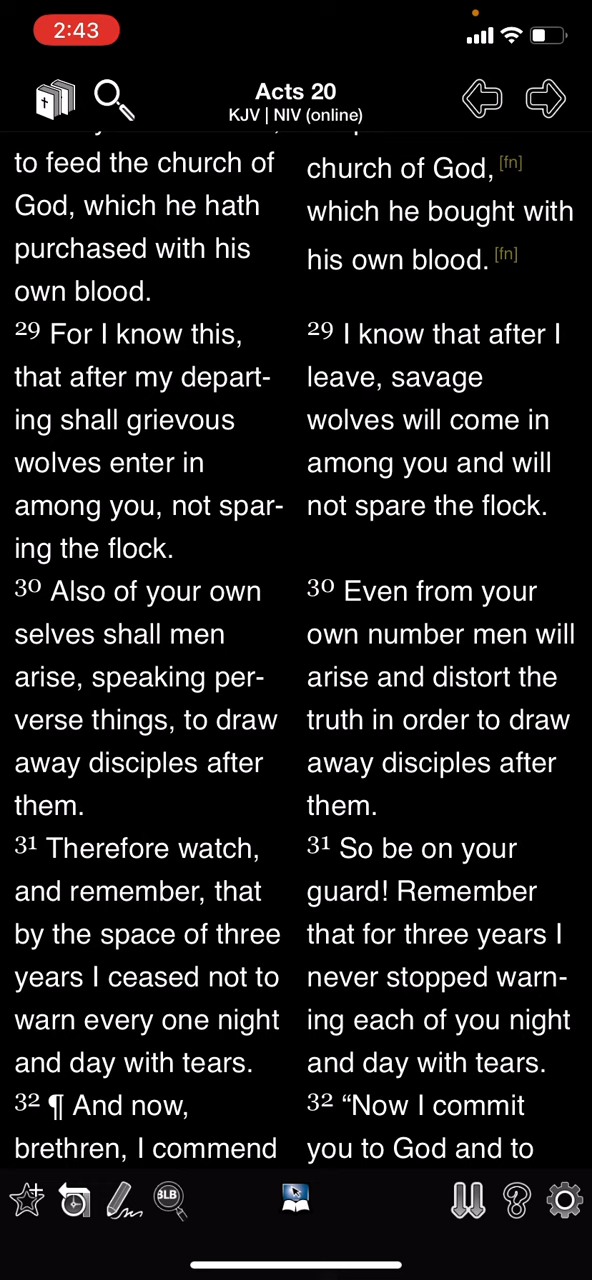 2:43
Acts 20
KJV | NIV (online)
to feed the church of
God, which he hath
purchased with his
own blood.
29 For I know this,
that after my depart-
ing shall grievous
wolves enter in
among you, not spar-
ing the flock.
30 Also of your own
selves shall men
arise, speaking per-
verse things, to draw
away disciples after
them.
31 Therefore watch,
and remember, that
by the space of three
years I ceased not to
warn every one night
and day with tears.
32 ¶ And now,
brethren, I commend
church of God, [fn]
which he bought with
his own blood. [fn]
29 I know that after I
leave, savage
wolves will come in
among you and will
not spare the flock.
30 Even from your
own number men will
arise and distort the
truth in order to draw
away disciples after
them.
31 So be on your
guard! Remember
that for three years I
never stopped warn-
ing each of you night
and day with tears.
32 “Now I commit
you to God and to
BLB